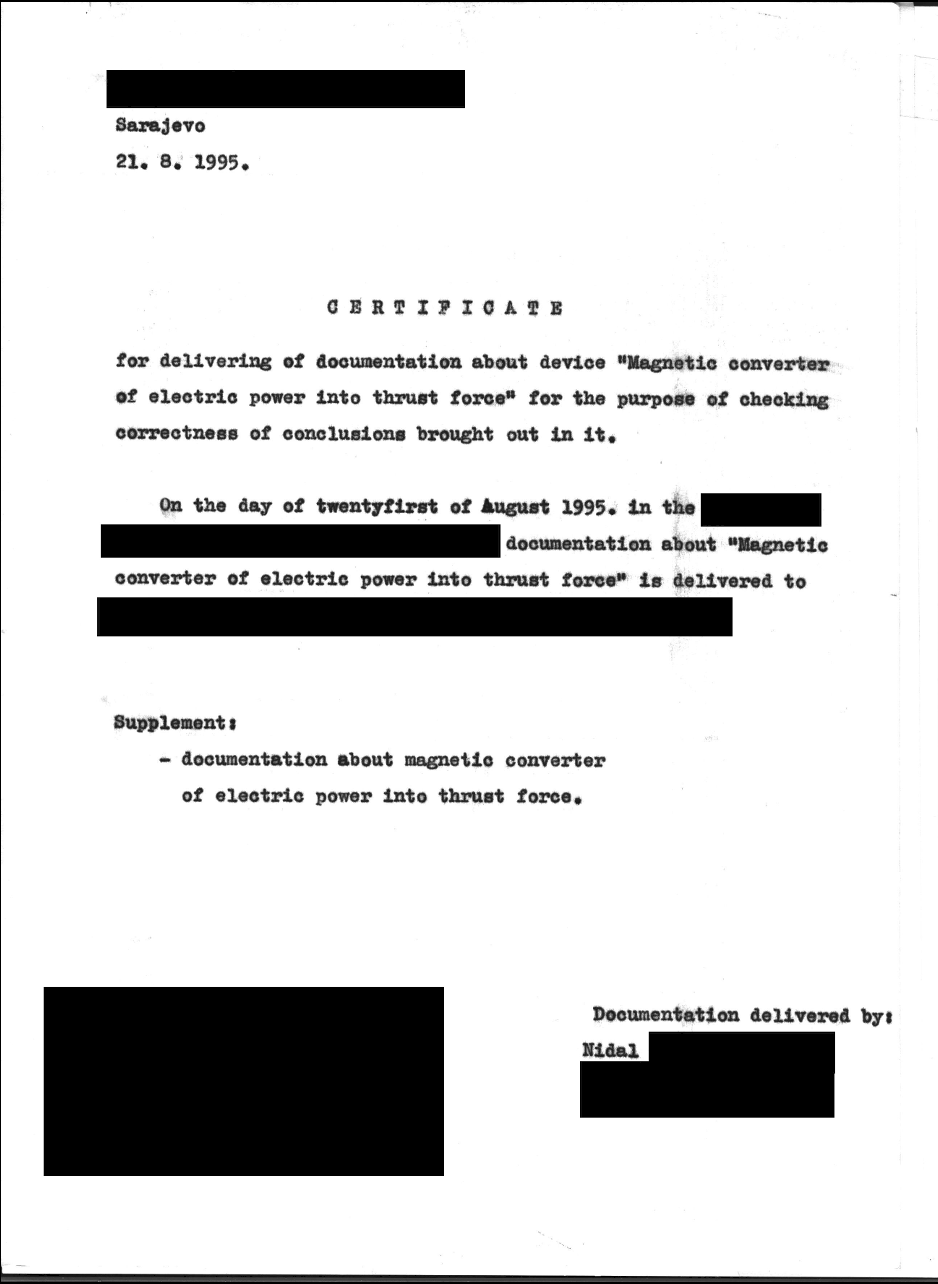 Sarajevo
21. 8. 1995.
C E R T I F I C A T E
for delivering of documentation about device "Magnetic converter
of electric power into thrust force" for the purpose of checking
correctness of conclusions brought out in it.
On the day of twentyfirst of August 1995. in the
documentation about "Magnetic
converter of electric power into thrust force" is delivered to
Supplement:
- documentation about magnetic converter
of electric power into thrust force.
Documentation delivered by:
Nidal